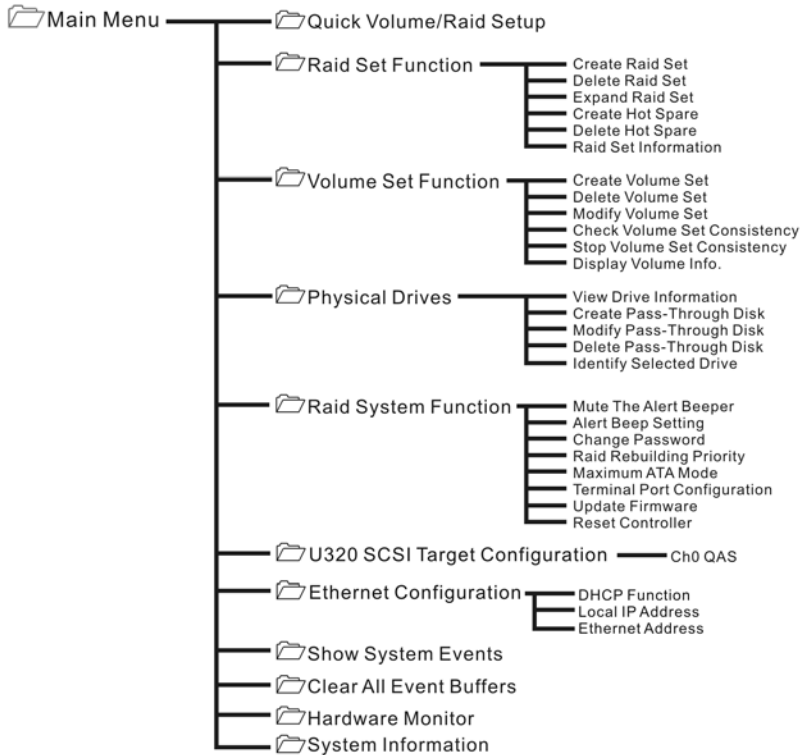 Main Menu
Quick Volume/Raid Setup
Raid Set Function
Create Raid Set
Delete Raid Set
Expand Raid Set
Create Hot Spare
Delete Hot Spare
Raid Set Information
Volume Set Function
Create Volume Set
Delete Volume Set
Modify Volume Set
Check Volume Set Consistency
Stop Volume Set Consistency
Display Volume Info.
Physical Drives
View Drive Information
Create Pass-Through Disk
Modify Pass-Through Disk
Delete Pass-Through Disk
Identify Selected Drive
Raid System Function
Mute The Alert Beeper
Alert Beep Setting
Change Password
Raid Rebuilding Priority
Maximum ATA Mode
Terminal Port Configuration
Update Firmware
Reset Controller
U320 SCSI Target Configuration
Ch0 QAS
Ethernet Configuration
DHCP Function
Local IP Address
Ethernet Address
Show System Events
Clear All Event Buffers
Hardware Monitor
System Information